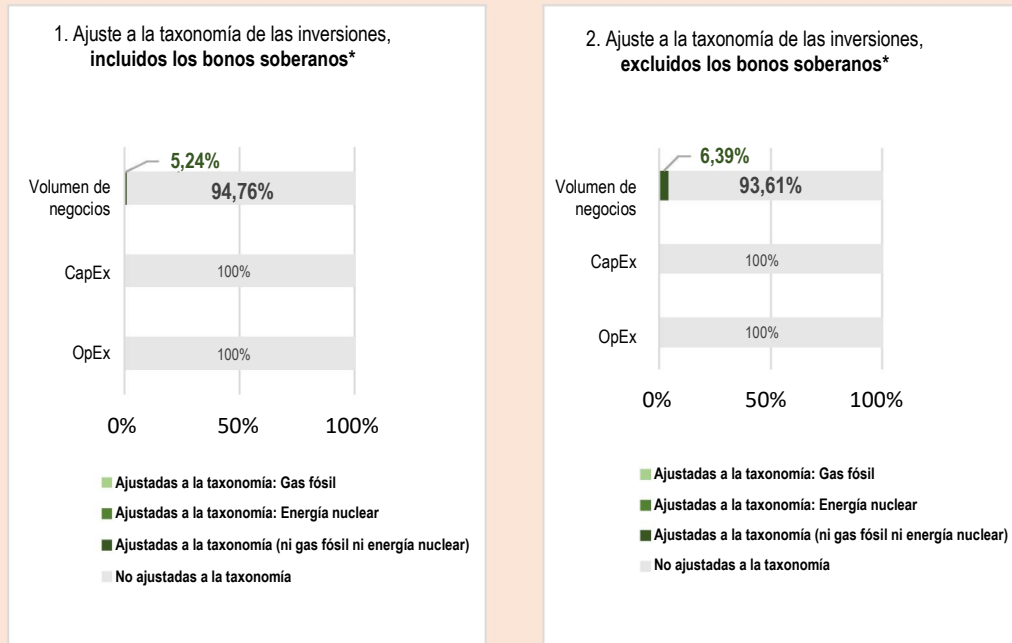 1. Ajuste a la taxonomía de las inversiones,
incluidos los bonos soberanos*
5,24%
Volumen de
negocios
94,76%
CapEx
100%
OpEx
100%
0%
50%
100%
Ajustadas a la taxonomía: Gas fósil
Ajustadas a la taxonomía: Energía nuclear
Ajustadas a la taxonomía (ni gas fósil ni energía nuclear)
No ajustadas a la taxonomía
2. Ajuste a la taxonomía de las inversiones,
excluidos los bonos soberanos*
6,39%
Volumen de
negocios
93,61%
CapEx
100%
OpEx
100%
0%
50%
100%
Ajustadas a la taxonomía: Gas fósil
Ajustadas a la taxonomía: Energía nuclear
Ajustadas a la taxonomía (ni gas fósil ni energía nuclear)
No ajustadas a la taxonomía